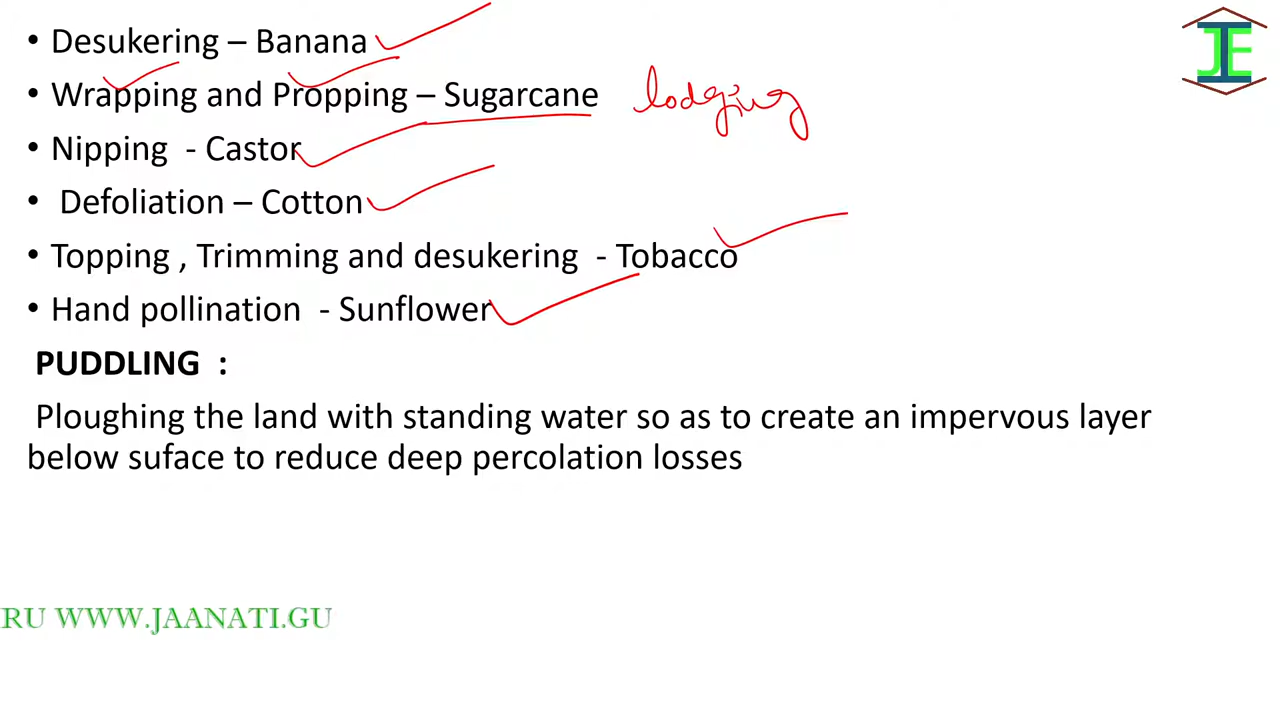 • Desukering – Banana
• Wrapping and Propping – Sugarcane lodging
• Nipping - Castor
• Defoliation – Cotton
• Topping , Trimming and desukering - Tobacco
• Hand pollination - Sunflower
PUDDLING :
Ploughing the land with standing water so as to create an impervous layer
below suface to reduce deep percolation losses
RU WWW.JAANATI.GU
JE